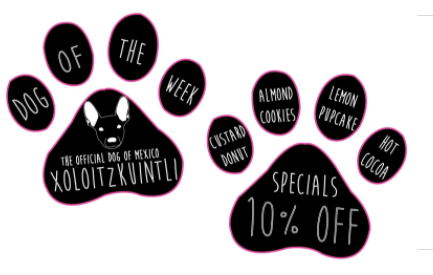 DOG
OF
THE
WEEK
THE OFFICIAL DOG OF MEXICO
XOLOITZKUINTLI
CUSTARD
DONUT
ALMOND
COOKIES
LEMON
PUPCAKE
HOT
COCOA
SPECIALS
10% OFF